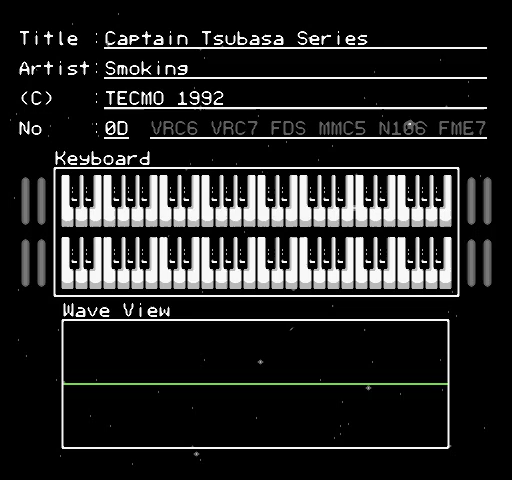 Title : Captain Tsubasa Series
Artist: Smoking
(C) : TECMO 1992
No : 0D VRC6 VRC7 FDS MMC5 N106 FME7
Keyboard
Wave View